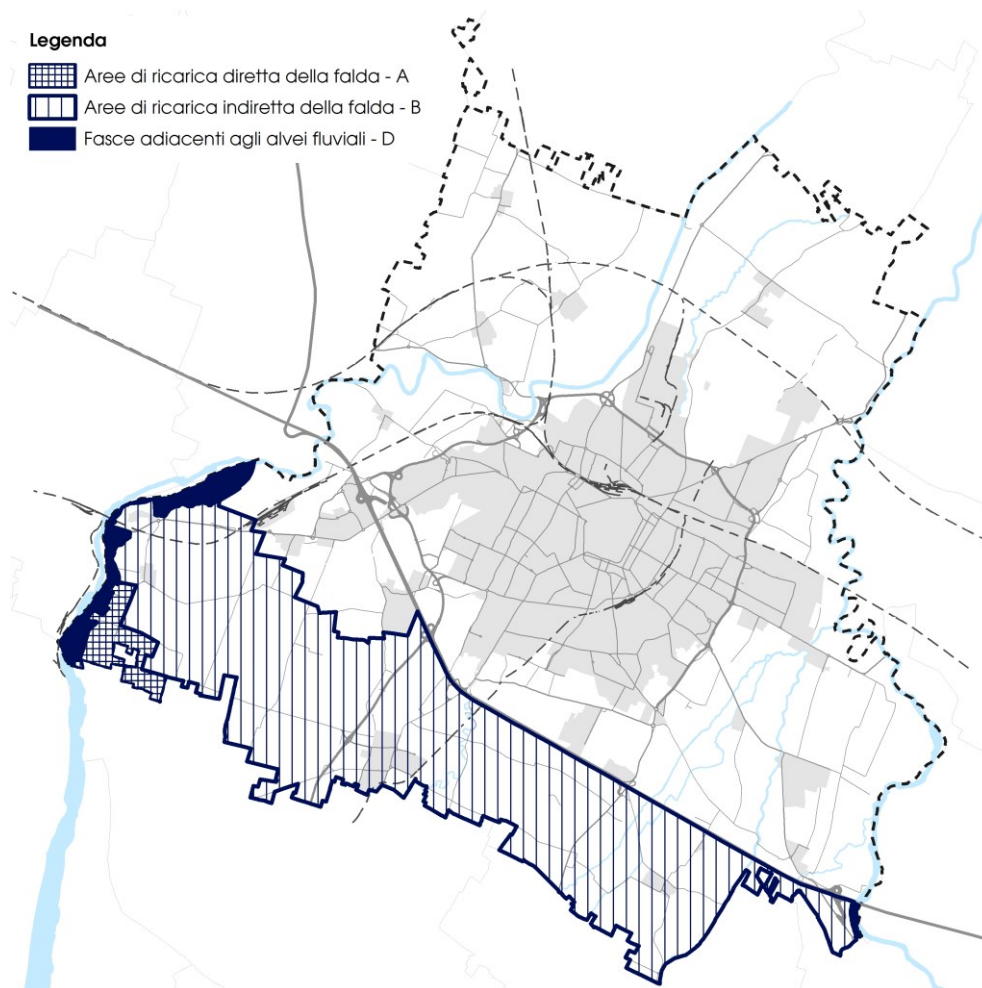 Legenda
Aree di ricarica diretta della falda - A
Aree di ricarica indiretta della falda - B
Fasce adiacenti agli alvei fluviali - D